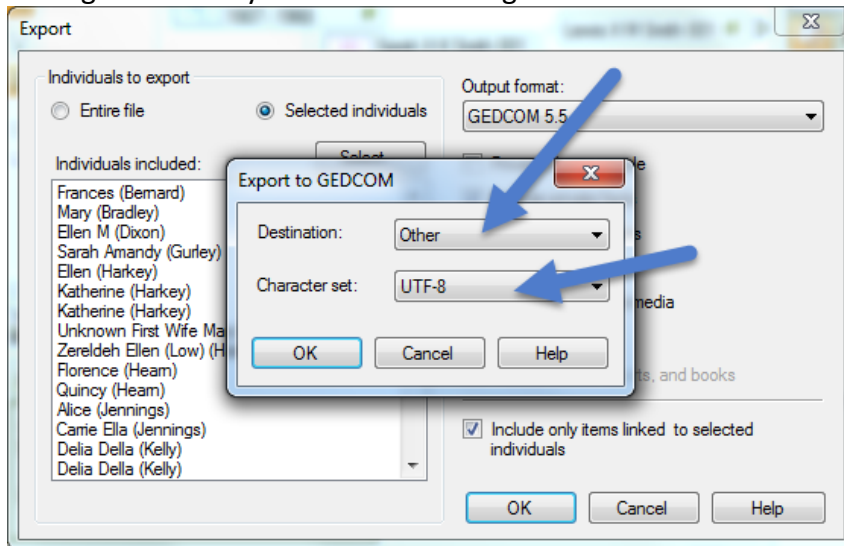 Export
Individuals to export
Entire file
Selected individuals
Output format:
GEDCOM 5.5
Individuals included:
Select
Frances (Bernard)
Mary (Bradley)
Ellen M (Dixon)
Sarah Amandy (Gurley)
Ellen (Harkey)
Katherine (Harkey)
Katherine (Harkey)
Unknown First Wife
Zereldeh Ellen (Low)
Florence (Hearn)
Quincy (Hearn)
Alice (Jennings)
Carrie Ella (Jennings)
Delia Della (Kelly)
Delia Della (Kelly)
Export to GEDCOM
Destination:
Other
Character set:
UTF-8
OK
Cancel
Help
media
and books
Include only items linked to selected
individuals
OK
Cancel
Help